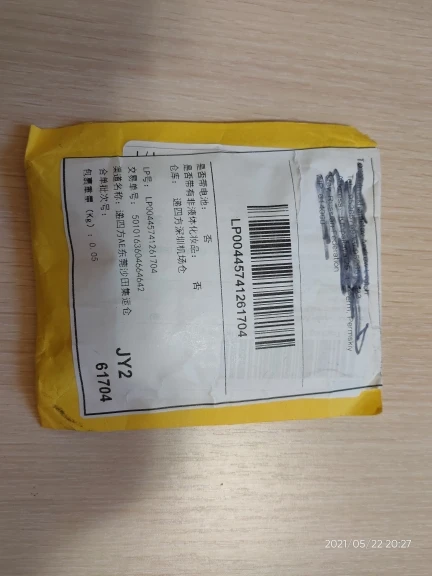 Perm, Permskiy
LP00445741261704
是否带电池： 否
是否带有非液体化妆品： 否
仓库： 递四方深圳机场仓
LP号： LP00445741261704
交易单号： 5010163604664642
渠道名称： 递四方AE东莞沙田集运仓
合单批次号：
包裹重量（Kg）： 0.05
JY2
61704
2021.05.22 20:27